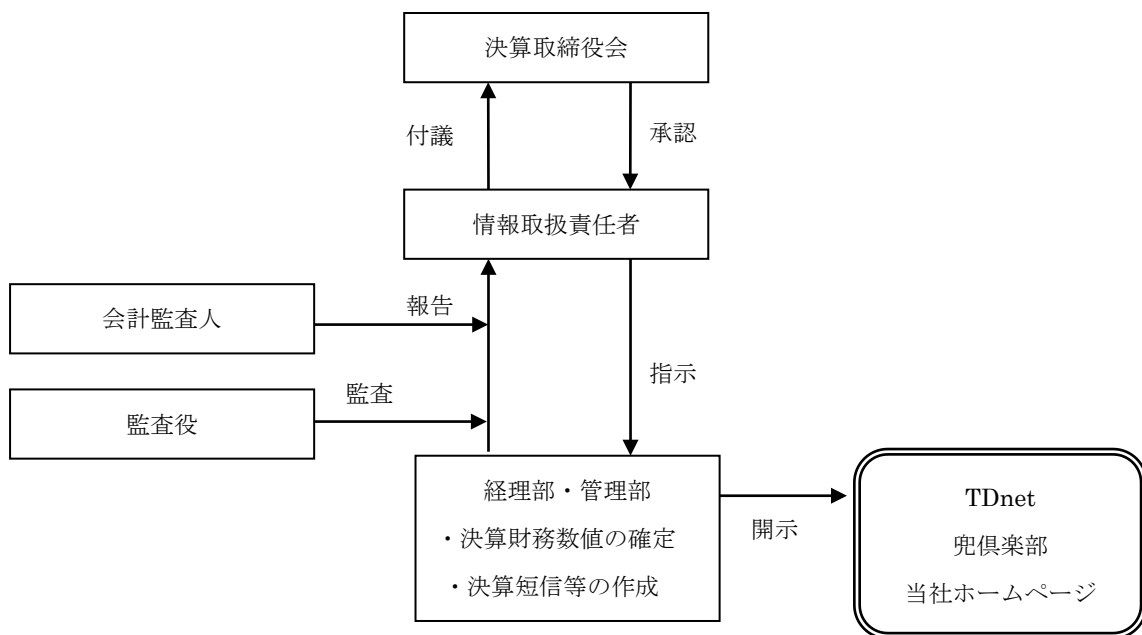 決算取締役会
付議
承認
情報取扱責任者
会計監査人
報告
監査役
監査
指示
経理部・管理部
・決算財務数値の確定
・決算短信等の作成
開示
TDnet
兜倶楽部
当社ホームページ